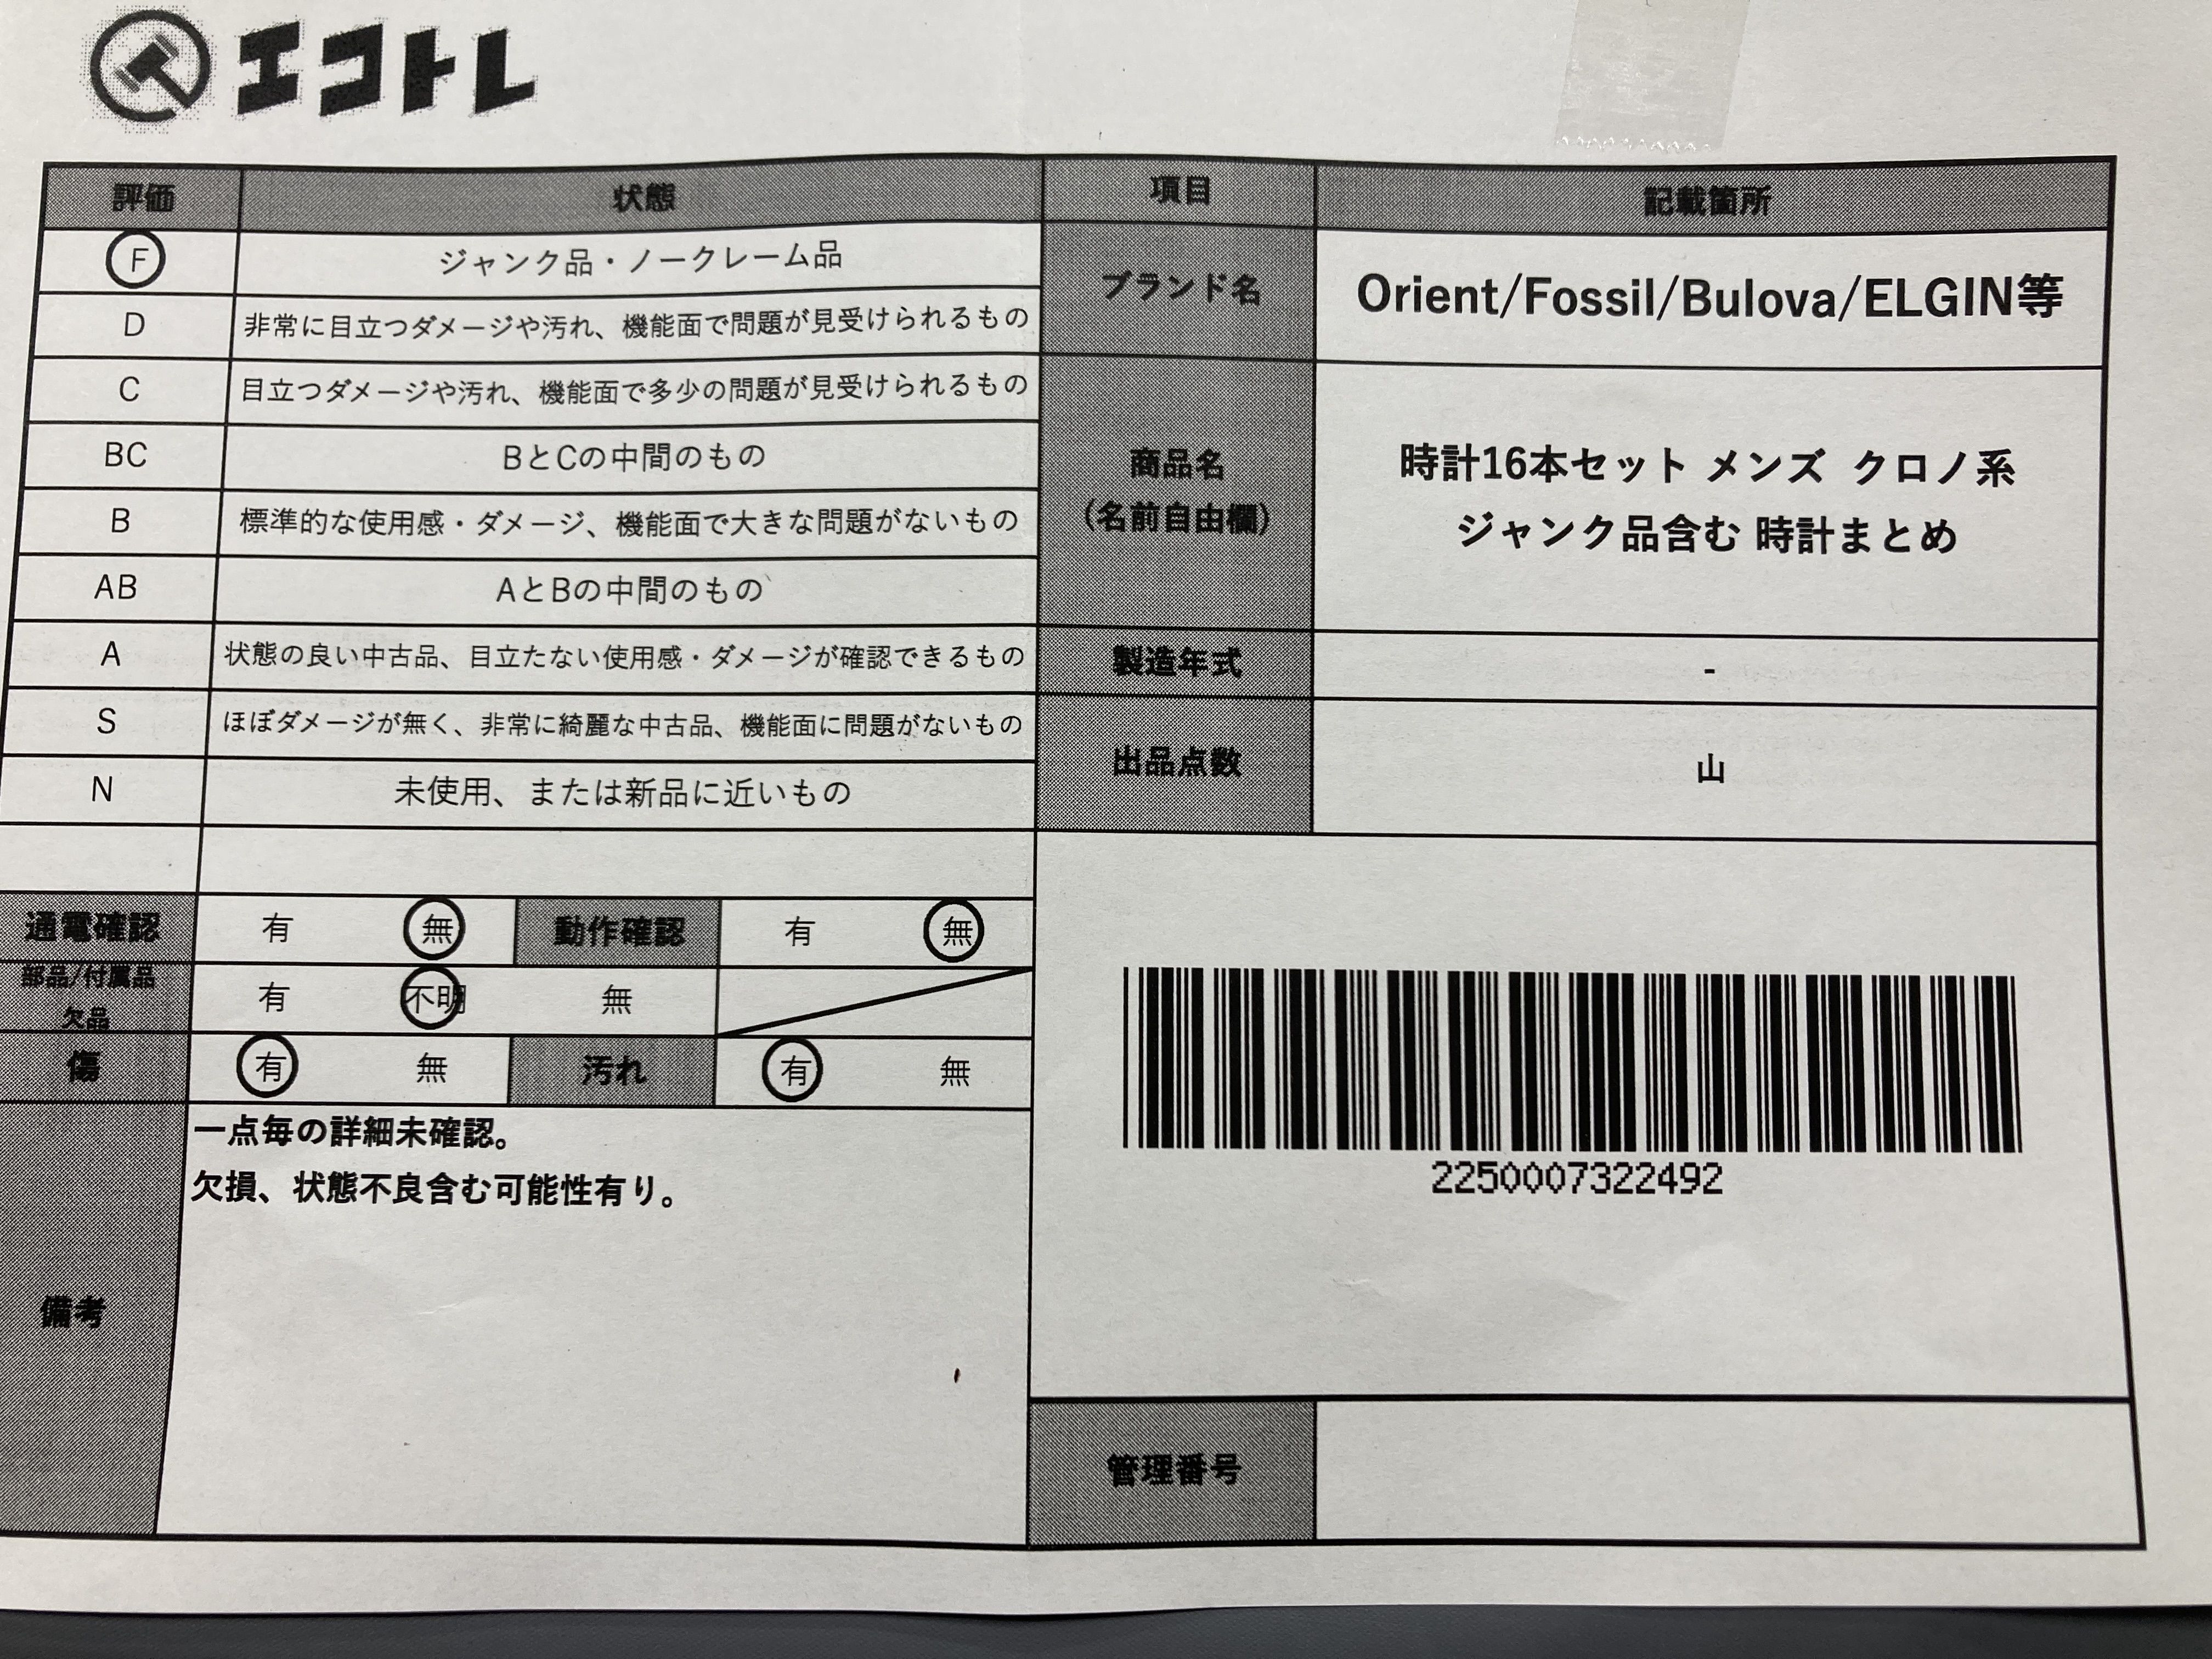 エコトレ
評価 状態
F ジャンク品・ノークレーム品
D 非常に目立つダメージや汚れ、機能面で問題が見受けられるもの
C 目立つダメージや汚れ、機能面で多少の問題が見受けられるもの
BC BとCの中間のもの
B 標準的な使用感・ダメージ、機能面で大きな問題がないもの
AB AとBの中間のもの
A 状態の良い中古品、目立たない使用感・ダメージが確認できるもの
S ほぼダメージが無く、非常に綺麗な中古品、機能面に問題がないもの
N 未使用、または新品に近いもの
通電確認 有 無 動作確認 有 無
部品/付属品
欠品 有 不明 無
傷 有 無 汚れ 有 無
備考
一点毎の詳細未確認。
欠損、状態不良含む可能性有り。
項目 記載箇所
ブランド名 Orient/Fossil/Bulova/ELGIN等
商品名
(名前自由欄)
時計16本セット メンズ クロノ系
ジャンク品含む 時計まとめ
製造年式 -
出品点数 山
2250007322492
管理番号